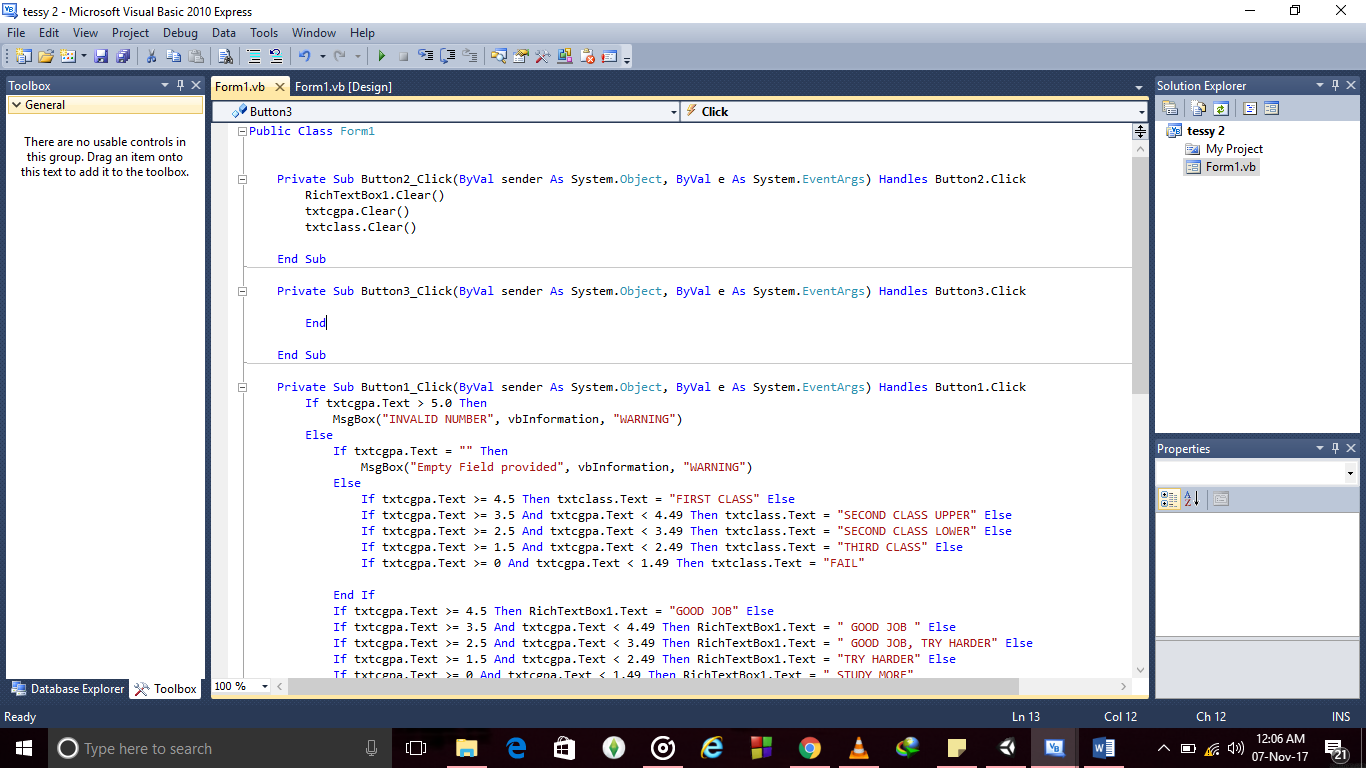 tessy 2 - Microsoft Visual Basic 2010 Express
File Edit View Project Debug Data Tools Window Help
Toolbox
General
There are no usable controls in
this group. Drag an item onto
this text to add it to the toolbox.
Database Explorer Toolbox
Form1.vb Form1.vb [Design]
Button3 Click
Public Class Form1
Private Sub Button2_Click(ByVal sender As System.Object, ByVal e As System.EventArgs) Handles Button2.Click
RichTextBox1.Clear()
txtcgpa.Clear()
txtclass.Clear()
End Sub
Private Sub Button3_Click(ByVal sender As System.Object, ByVal e As System.EventArgs) Handles Button3.Click
End
End Sub
Private Sub Button1_Click(ByVal sender As System.Object, ByVal e As System.EventArgs) Handles Button1.Click
If txtcgpa.Text > 5.0 Then
MsgBox("INVALID NUMBER", vbInformation, "WARNING")
Else
If txtcgpa.Text = "" Then
MsgBox("Empty Field provided", vbInformation, "WARNING")
Else
If txtcgpa.Text >= 4.5 Then txtclass.Text = "FIRST CLASS" Else
If txtcgpa.Text >= 3.5 And txtcgpa.Text < 4.49 Then txtclass.Text = "SECOND CLASS UPPER" Else
If txtcgpa.Text >= 2.5 And txtcgpa.Text < 3.49 Then txtclass.Text = "SECOND CLASS LOWER" Else
If txtcgpa.Text >= 1.5 And txtcgpa.Text < 2.49 Then txtclass.Text = "THIRD CLASS" Else
If txtcgpa.Text >= 0 And txtcgpa.Text < 1.49 Then txtclass.Text = "FAIL"
End If
If txtcgpa.Text >= 4.5 Then RichTextBox1.Text = "GOOD JOB" Else
If txtcgpa.Text >= 3.5 And txtcgpa.Text < 4.49 Then RichTextBox1.Text = " GOOD JOB " Else
If txtcgpa.Text >= 2.5 And txtcgpa.Text < 3.49 Then RichTextBox1.Text = " GOOD JOB, TRY HARDER" Else
If txtcgpa.Text >= 1.5 And txtcgpa.Text < 2.49 Then RichTextBox1.Text = "TRY HARDER" Else
If txtcgpa.Text >= 0 And txtcgpa.Text < 1.49 Then RichTextBox1.Text = " STUDY MORE"
100 %
Solution Explorer
tessy 2
My Project
Form1.vb
Properties
Ready Ln 13 Col 12 Ch 12 INS
Type here to search
12:06 AM
07-Nov-17
21